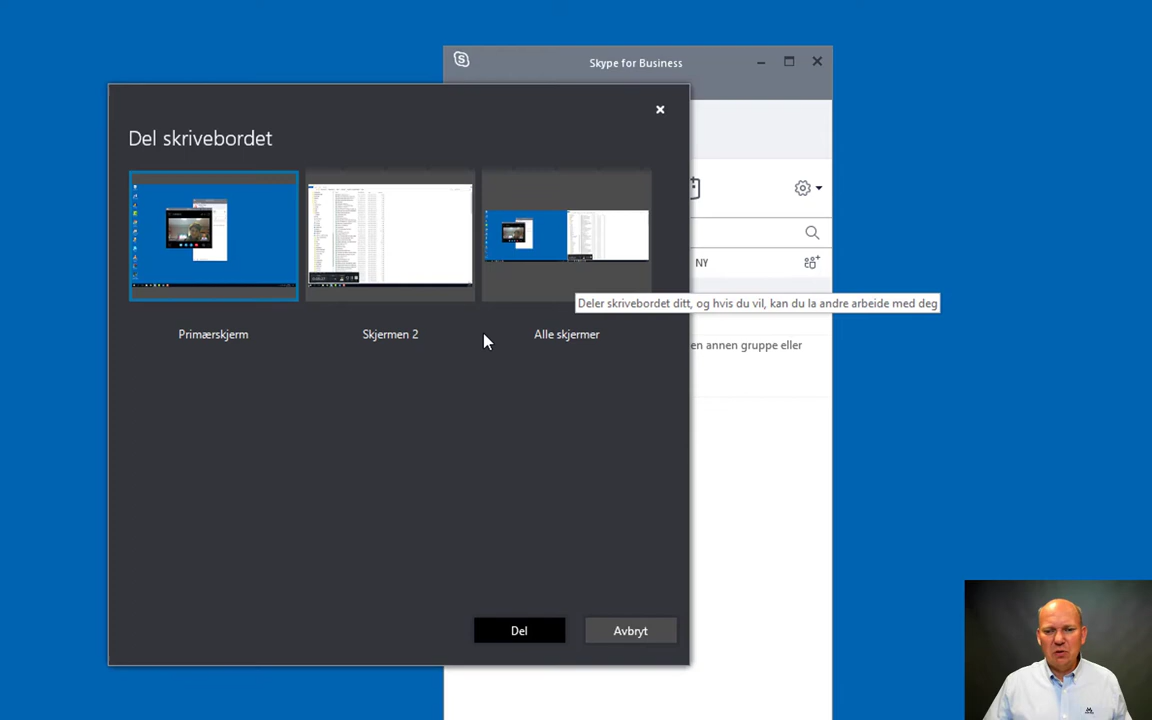 Skype for Business
Del skrivebordet
NY
Deler skrivebordet ditt, og hvis du vil, kan du la andre arbeide med deg
Primærskjerm
Skjermen 2
Alle skjermer
en annen gruppe eller
Del
Avbryt